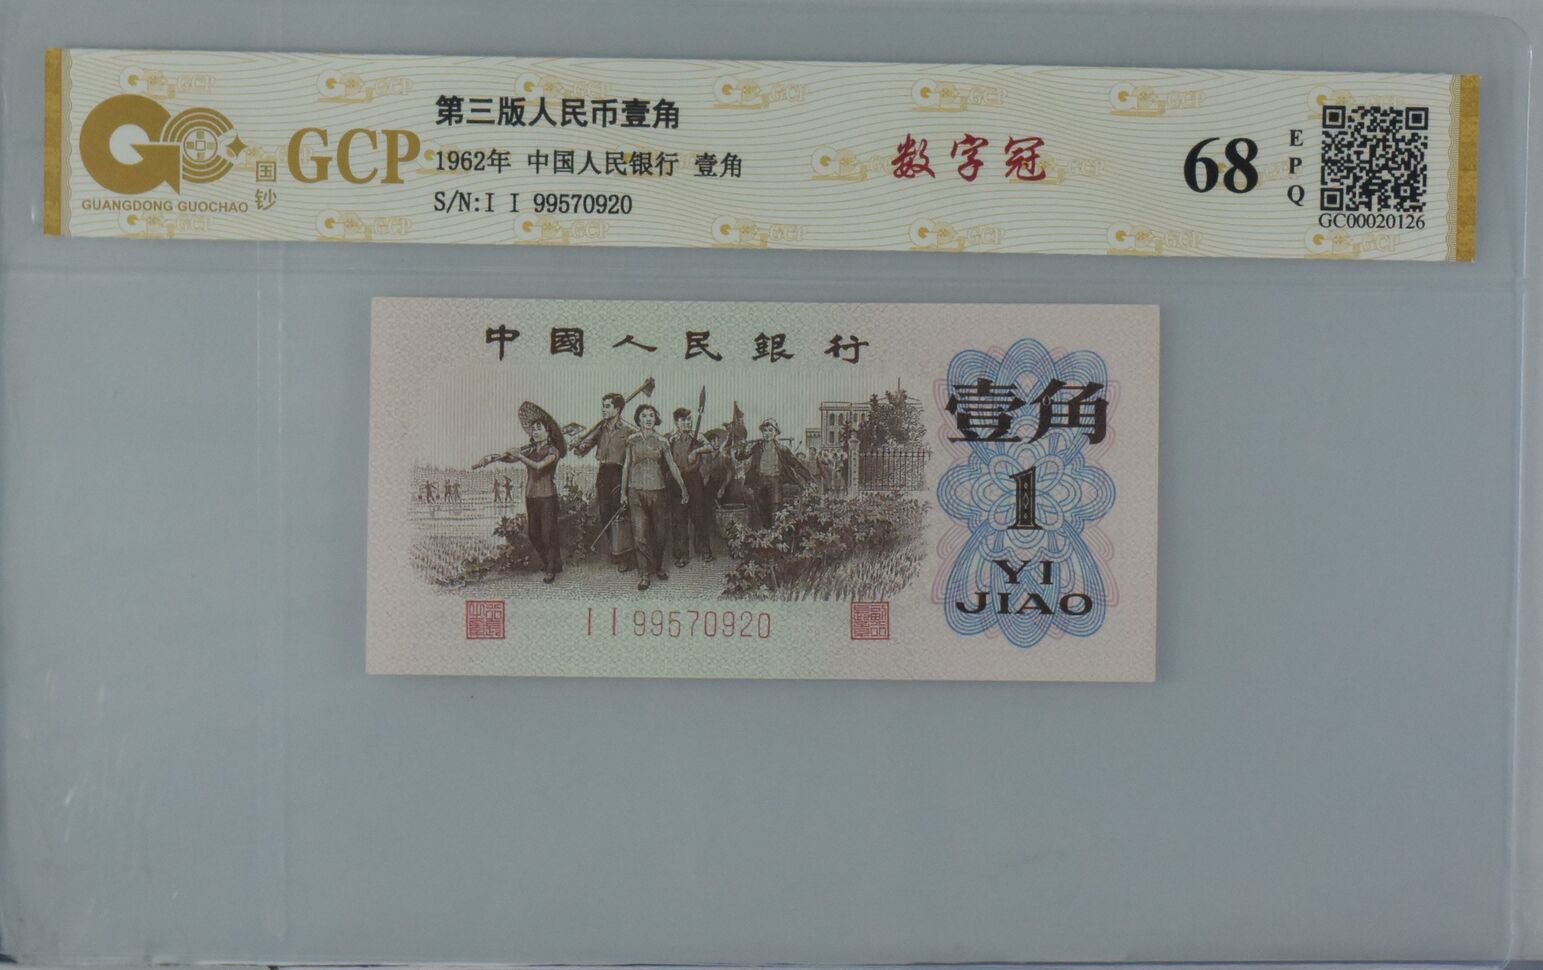 GCP
国钞
GUANGDONG GUOCHAO
第三版人民币壹角
1962年 中国人民银行 壹角
S/N:I I 99570920
数字冠
68
EPQ
GC00020126
中國人民銀行
壹角
1
YI
JIAO
I I 99570920